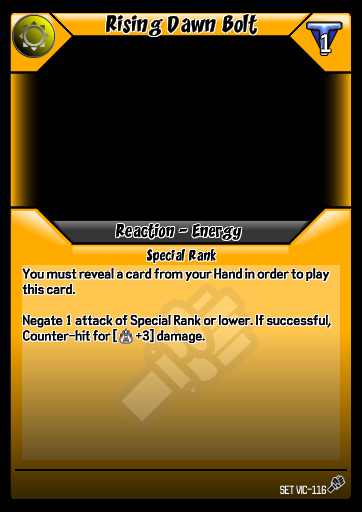 Rising Dawn Bolt
1
Reaction - Energy
Special Rank
You must reveal a card from your Hand in order to play
this card.
Negate 1 attack of Special Rank or lower. If successful,
Counter-hit for [ +3] damage.
SET VIC-116